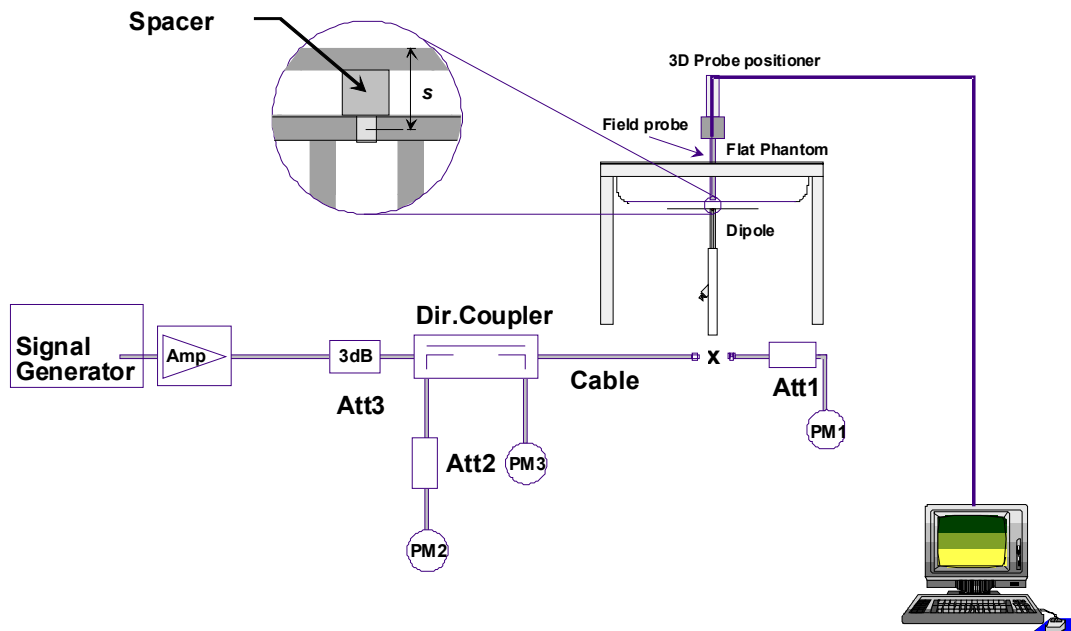 Spacer
s
3D Probe positioner
Field probe
Flat Phantom
Dipole
Dir.Coupler
Signal
Generator
Amp
3dB
Att3
Cable
x
Att1
PM1
Att2
PM3
PM2